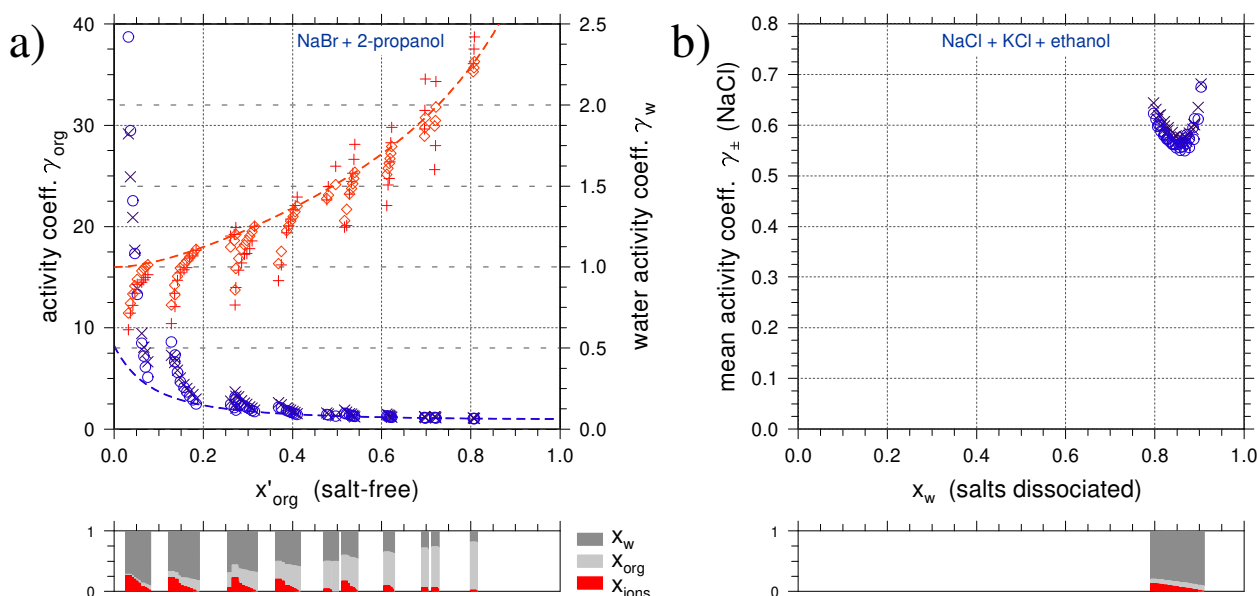 a)
NaBr + 2-propanol
activity coeff. γorg
40
30
20
10
0
water activity coeff. γw
2.5
2.0
1.5
1.0
0.5
0.0
0.0 0.2 0.4 0.6 0.8 1.0
x'org (salt-free)
1
0
xw
xorg
xions
b)
NaCl + KCl + ethanol
mean activity coeff. γ± (NaCl)
0.8
0.7
0.6
0.5
0.4
0.3
0.2
0.1
0.0
0.0 0.2 0.4 0.6 0.8 1.0
xw (salts dissociated)
1
0